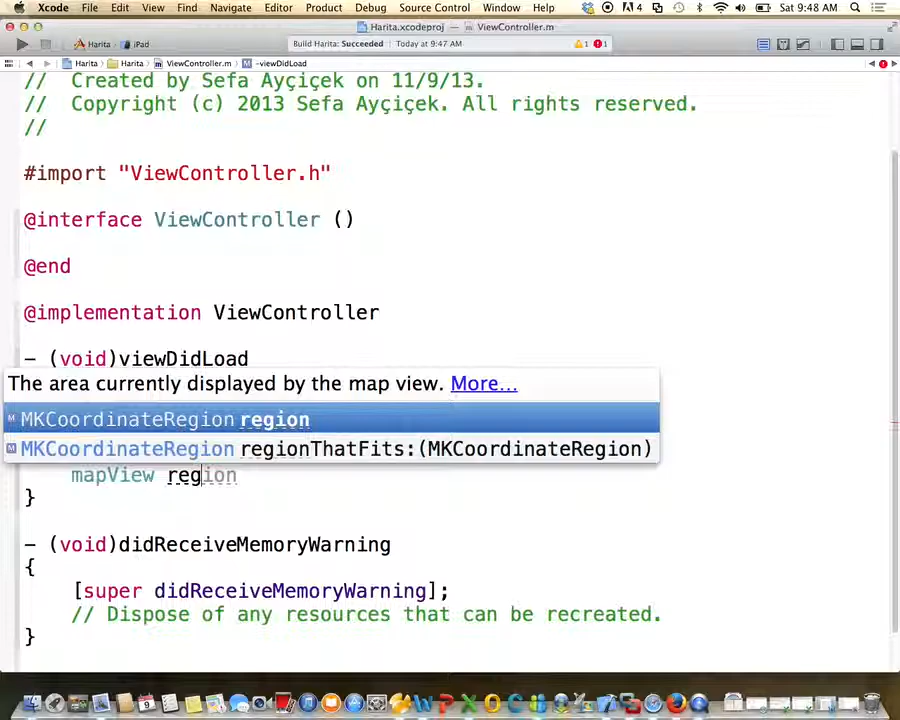 Xcode File Edit View Find Navigate Editor Product Debug Source Control Window Help 4 Sat 9:48 AM
Harita.xcodeproj — ViewController.m
Harita iPad Build Harita: Succeeded Today at 9:47 AM 1 1
Harita Harita ViewController.m -viewDidLoad
// Created by Sefa Ayçiçek on 11/9/13.
// Copyright (c) 2013 Sefa Ayçiçek. All rights reserved.
//
#import "ViewController.h"
@interface ViewController ()
@end
@implementation ViewController
- (void)viewDidLoad
The area currently displayed by the map view. More...
M MKCoordinateRegion region
M MKCoordinateRegion regionThatFits:(MKCoordinateRegion)
mapView region
}
- (void)didReceiveMemoryWarning
{
[super didReceiveMemoryWarning];
// Dispose of any resources that can be recreated.
}